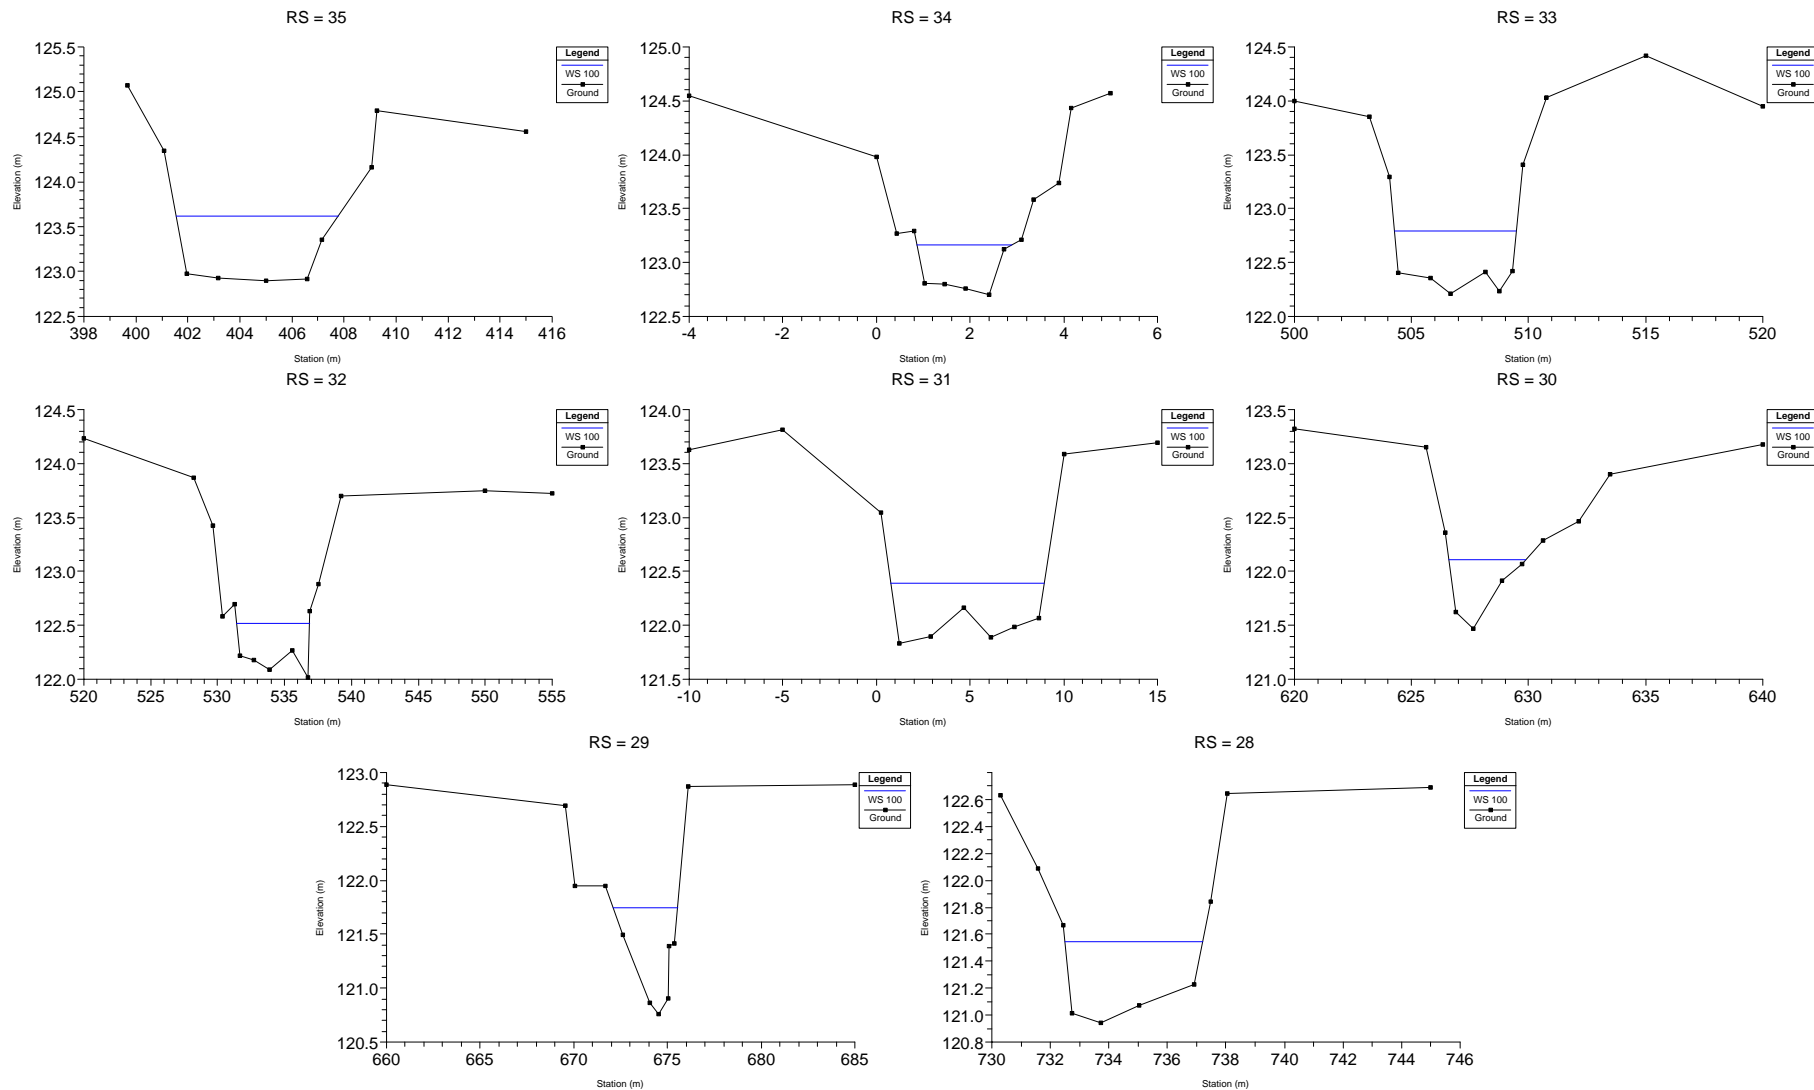 RS = 35
125.5
125.0
124.5
124.0
123.5
123.0
122.5
Elevation (m)
398 400 402 404 406 408 410 412 414 416
Station (m)
Legend
WS 100
Ground
RS = 34
125.0
124.5
124.0
123.5
123.0
122.5
Elevation (m)
-4 -2 0 2 4 6
Station (m)
Legend
WS 100
Ground
RS = 33
124.5
124.0
123.5
123.0
122.5
122.0
Elevation (m)
500 505 510 515 520
Station (m)
Legend
WS 100
Ground
RS = 32
124.5
124.0
123.5
123.0
122.5
122.0
Elevation (m)
520 525 530 535 540 545 550 555
Station (m)
Legend
WS 100
Ground
RS = 31
124.0
123.5
123.0
122.5
122.0
121.5
Elevation (m)
-10 -5 0 5 10 15
Station (m)
Legend
WS 100
Ground
RS = 30
123.5
123.0
122.5
122.0
121.5
121.0
Elevation (m)
620 625 630 635 640
Station (m)
Legend
WS 100
Ground
RS = 29
123.0
122.5
122.0
121.5
121.0
120.5
Elevation (m)
660 665 670 675 680 685
Station (m)
Legend
WS 100
Ground
RS = 28
122.6
122.4
122.2
122.0
121.8
121.6
121.4
121.2
121.0
120.8
Elevation (m)
730 732 734 736 738 740 742 744 746
Station (m)
Legend
WS 100
Ground